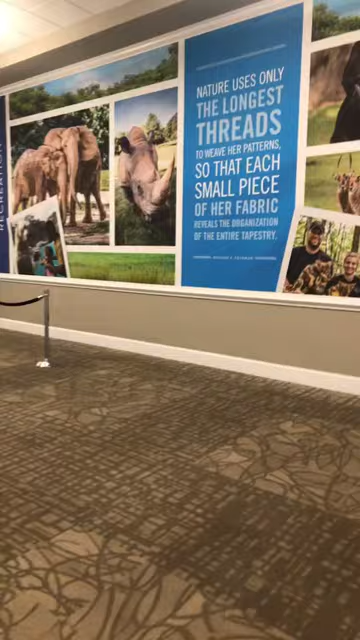 RECREATION
NATURE USES ONLY
THE LONGEST
THREADS
TO WEAVE HER PATTERNS,
SO THAT EACH
SMALL PIECE
OF HER FABRIC
REVEALS THE ORGANIZATION
OF THE ENTIRE TAPESTRY.